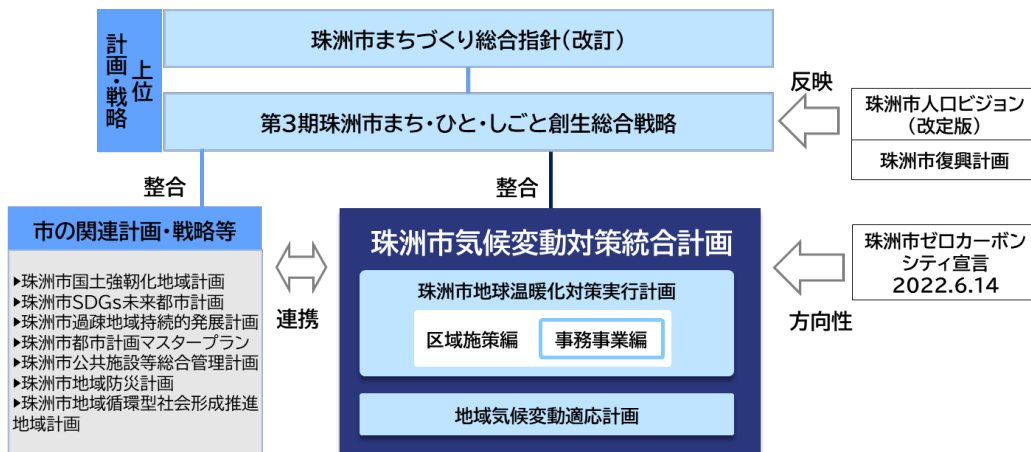 上位
計画・戦略
珠洲市まちづくり総合指針(改訂)
第3期珠洲市まち・ひと・しごと創生総合戦略
反映
珠洲市人口ビジョン
(改定版)
珠洲市復興計画
整合
整合
市の関連計画・戦略等
▶珠洲市国土強靭化地域計画
▶珠洲市SDGs未来都市計画
▶珠洲市過疎地域持続的発展計画
▶珠洲市都市計画マスタープラン
▶珠洲市公共施設等総合管理計画
▶珠洲市地域防災計画
▶珠洲市地域循環型社会形成推進
地域計画
連携
珠洲市気候変動対策統合計画
珠洲市地球温暖化対策実行計画
区域施策編
事務事業編
地域気候変動適応計画
珠洲市ゼロカーボン
シティ宣言
2022.6.14
方向性